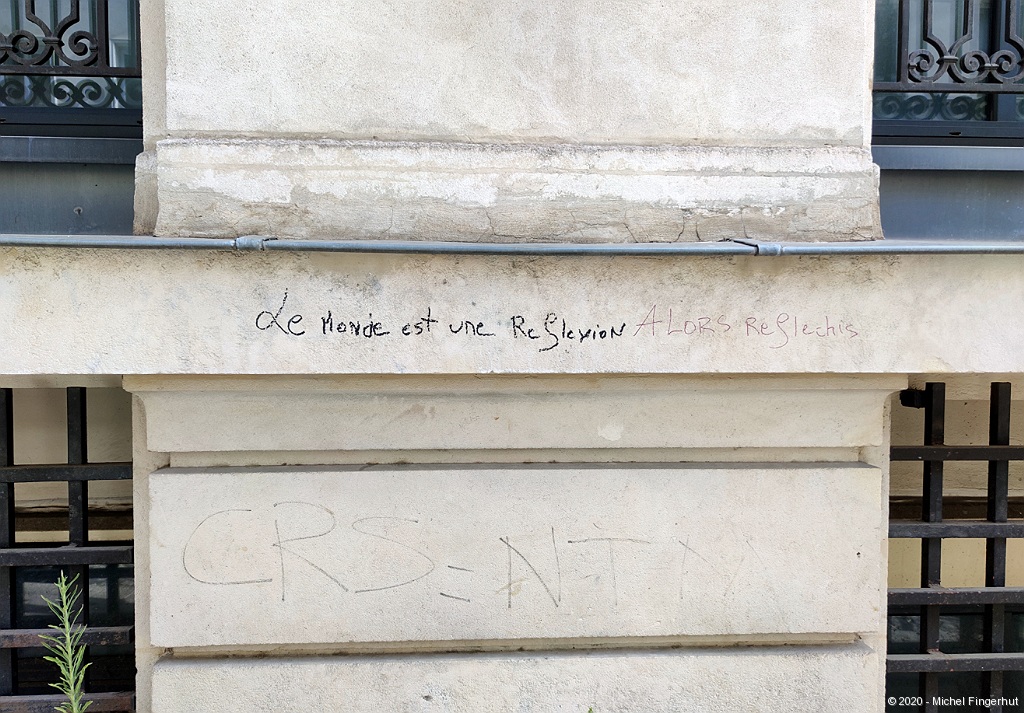 Le Monde est une Reflexion ALORS Reflechis
CRS=NTM
© 2020 - Michel Fingerhut